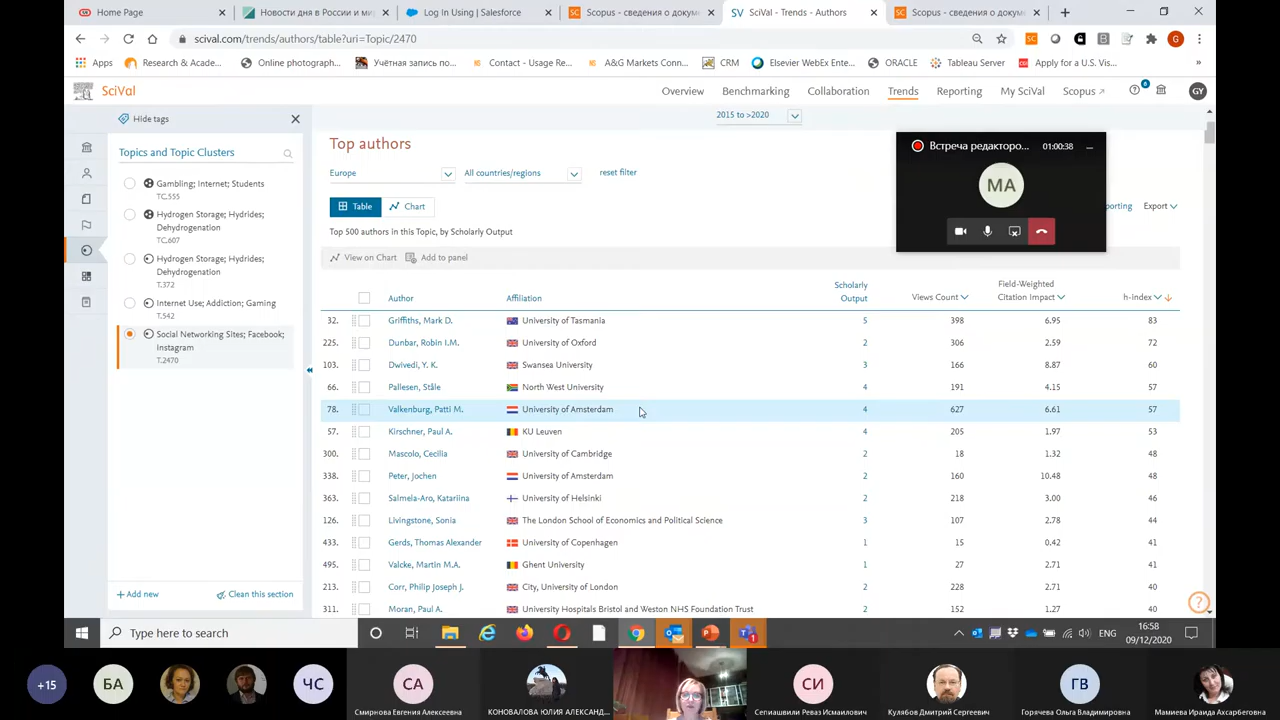 Home Page
Новости дня в России и ми
Log In Using | Salesforce
Scopus - сведения о докум
SciVal - Trends - Authors
Scopus - сведения о докум
scival.com/trends/authors/table?uri=Topic/2470
Apps
Research & Acade...
Online photograph...
Учётная запись по...
Contact - Usage Re...
A&G Markets Conn...
CRM
Elsevier WebEx Ente...
ORACLE
Tableau Server
Apply for a U.S. Vis...
SciVal
Overview
Benchmarking
Collaboration
Trends
Reporting
My SciVal
Scopus
GY
Hide tags
Topics and Topic Clusters
Gambling; Internet; Students
TC.555
Hydrogen Storage; Hydrides;
Dehydrogenation
TC.607
Hydrogen Storage; Hydrides;
Dehydrogenation
T.372
Internet Use; Addiction; Gaming
T.542
Social Networking Sites; Facebook;
Instagram
T.2470
+ Add new
Clean this section
2015 to >2020
Top authors
Europe
All countries/regions
reset filter
Table
Chart
porting
Export
Top 500 authors in this Topic, by Scholarly Output
View on Chart
Add to panel
Author
Affiliation
Scholarly
Output
Views Count
Field-Weighted
Citation Impact
h-index
32. Griffiths, Mark D. University of Tasmania 5 398 6.95 83
225. Dunbar, Robin I.M. University of Oxford 2 306 2.59 72
103. Dwivedi, Y. K. Swansea University 3 166 8.87 60
66. Pallesen, Ståle North West University 4 191 4.15 57
78. Valkenburg, Patti M. University of Amsterdam 4 627 6.61 57
57. Kirschner, Paul A. KU Leuven 4 205 1.97 53
300. Mascolo, Cecilia University of Cambridge 2 18 1.32 48
338. Peter, Jochen University of Amsterdam 2 160 10.48 48
363. Salmela-Aro, Katariina University of Helsinki 2 218 3.00 46
126. Livingstone, Sonia The London School of Economics and Political Science 3 107 2.78 44
433. Gerds, Thomas Alexander University of Copenhagen 1 15 0.42 41
495. Valcke, Martin M.A. Ghent University 1 27 2.71 41
213. Corr, Philip Joseph J. City, University of London 2 228 2.71 40
311. Moran, Paul A. University Hospitals Bristol and Weston NHS Foundation Trust 2 152 1.27 40
Встреча редакторо...
01:00:38
MA
Type here to search
ENG
16:58
09/12/2020
+15
БА
ЧС
СА
Смирнова Евгения Алексеевна
КОНОВАЛОВА ЮЛИЯ АЛЕКСАНД...
СИ
Сепиашвили Реваз Исмаилович
Кулябов Дмитрий Сергеевич
ГВ
Горячева Ольга Владимировна
Мамиева Ираида Ахсарбеговна